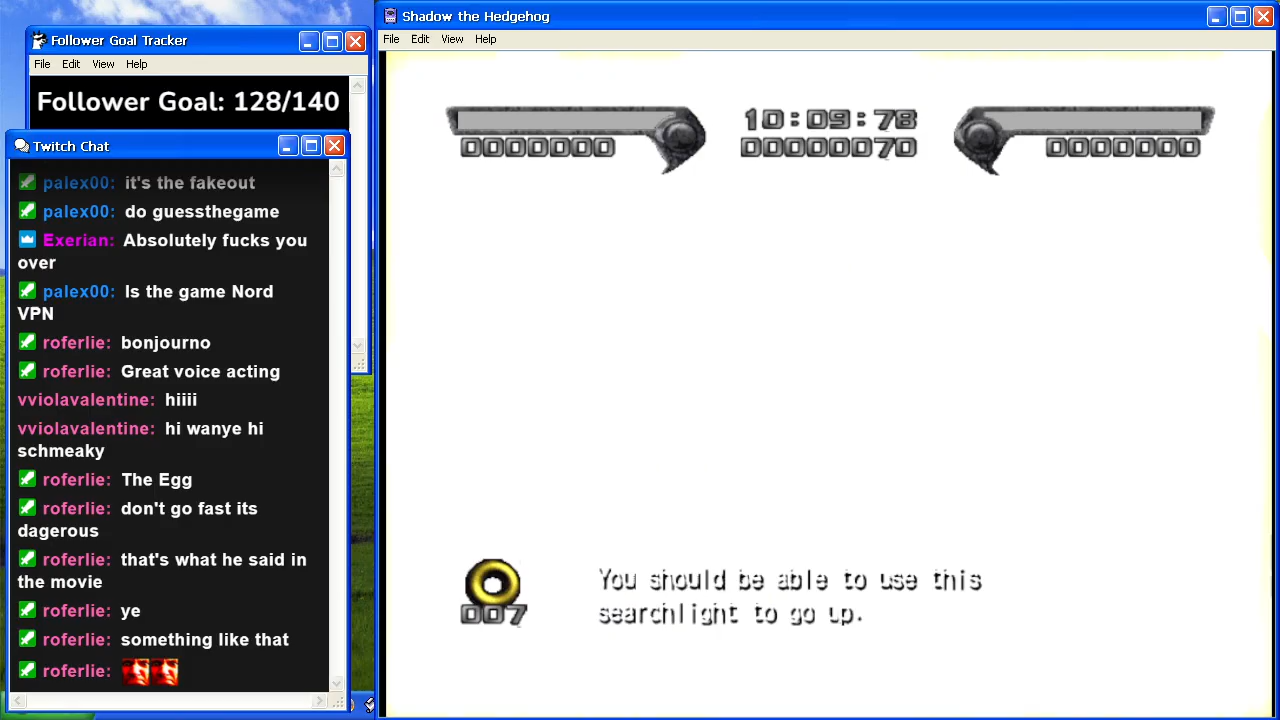 Follower Goal Tracker
File Edit View Help
Follower Goal: 128/140
Twitch Chat
palex00: it's the fakeout
palex00: do guessthegame
Exerian: Absolutely fucks you
over
palex00: Is the game Nord
VPN
roferlie: bonjourno
roferlie: Great voice acting
vviolavalentine: hiiii
vviolavalentine: hi wanye hi
schmeaky
roferlie: The Egg
roferlie: don't go fast its
dagerous
roferlie: that's what he said in
the movie
roferlie: ye
roferlie: something like that
roferlie:
Shadow the Hedgehog
File Edit View Help
10:09:78
0000000 00000070 0000000
007
You should be able to use this
searchlight to go up.